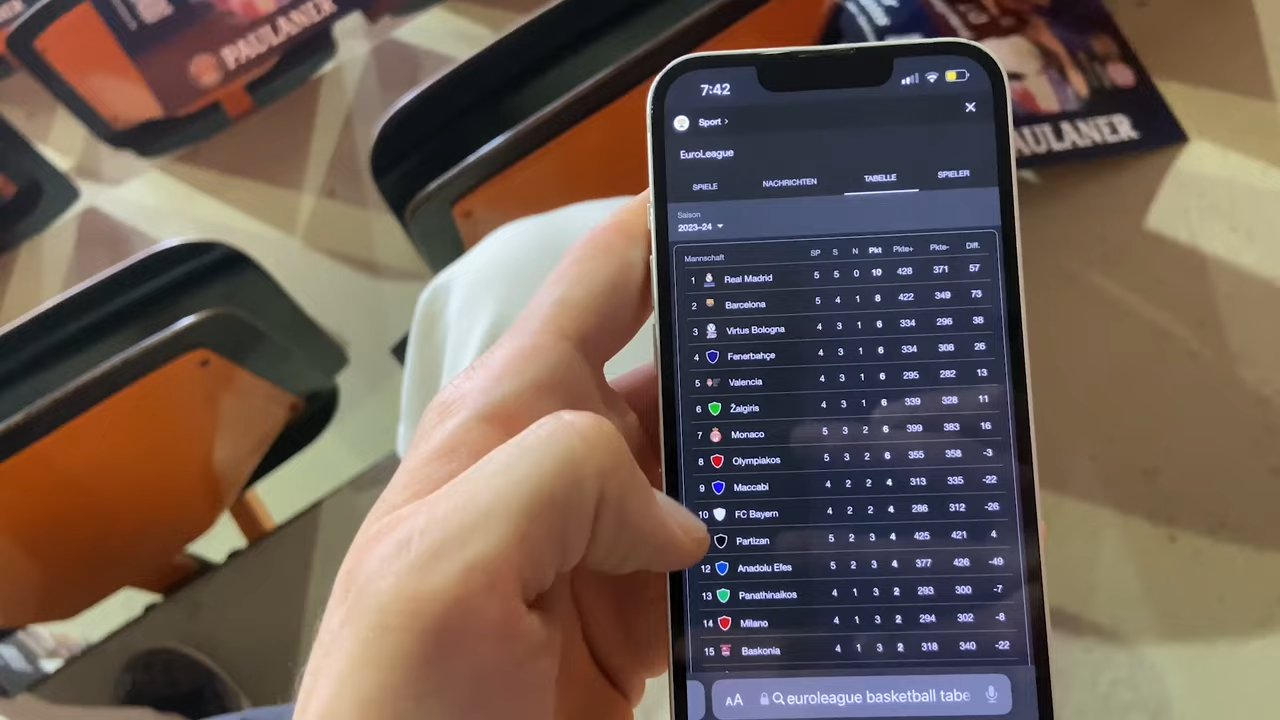 PAULANER
AULANER
7:42
Sport ›
×
EuroLeague
SPIELE NACHRICHTEN TABELLE SPIELER
Saison
2023–24
Mannschaft SP S N Pkt Pkte+ Pkte- Diff.
1 Real Madrid 5 5 0 10 428 371 57
2 Barcelona 5 4 1 8 422 349 73
3 Virtus Bologna 4 3 1 6 334 296 38
4 Fenerbahçe 4 3 1 6 334 308 26
5 Valencia 4 3 1 6 295 282 13
6 Žalgiris 4 3 1 6 339 328 11
7 Monaco 5 3 2 6 399 383 16
8 Olympiakos 5 3 2 6 355 358 -3
9 Maccabi 4 2 2 4 313 335 -22
10 FC Bayern 4 2 2 4 286 312 -26
Partizan 5 2 3 4 425 421 4
12 Anadolu Efes 5 2 3 4 377 426 -49
13 Panathinaikos 4 1 3 2 293 300 -7
14 Milano 4 1 3 2 294 302 -8
15 Baskonia 4 1 3 2 318 340 -22
AA euroleague basketball tabe